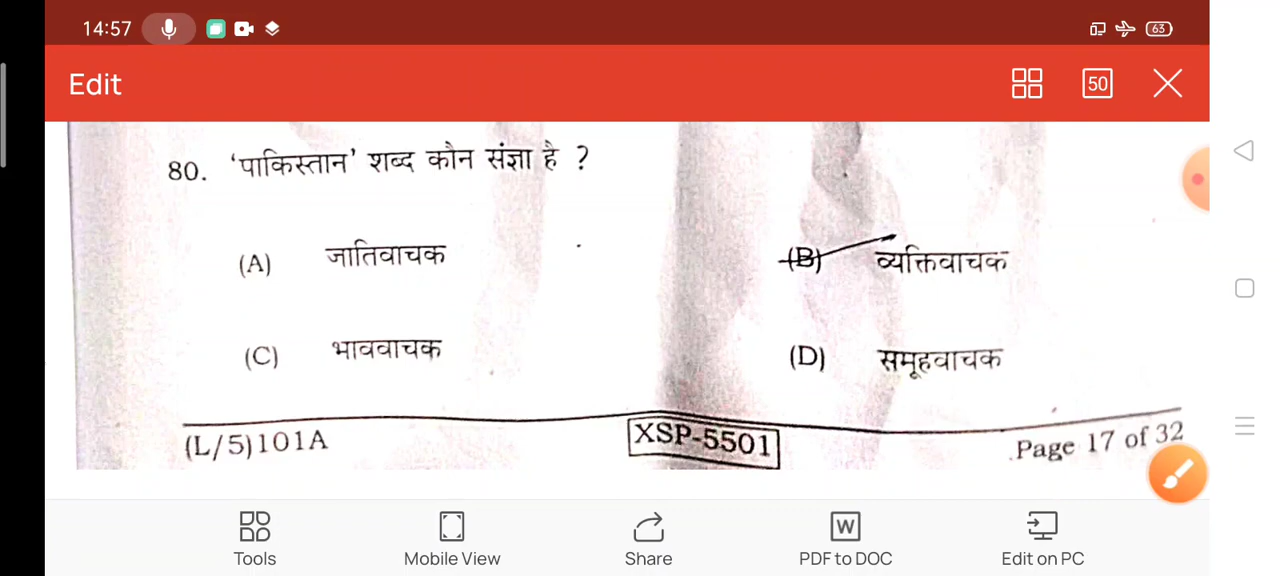 14:57
63
Edit
50
80. 'पाकिस्तान' शब्द कौन संज्ञा है ?
(A) जातिवाचक
(B) व्यक्तिवाचक
(C) भाववाचक
(D) समूहवाचक
(L/5)101A
XSP-5501
Page 17 of 32
Tools
Mobile View
Share
W
PDF to DOC
Edit on PC